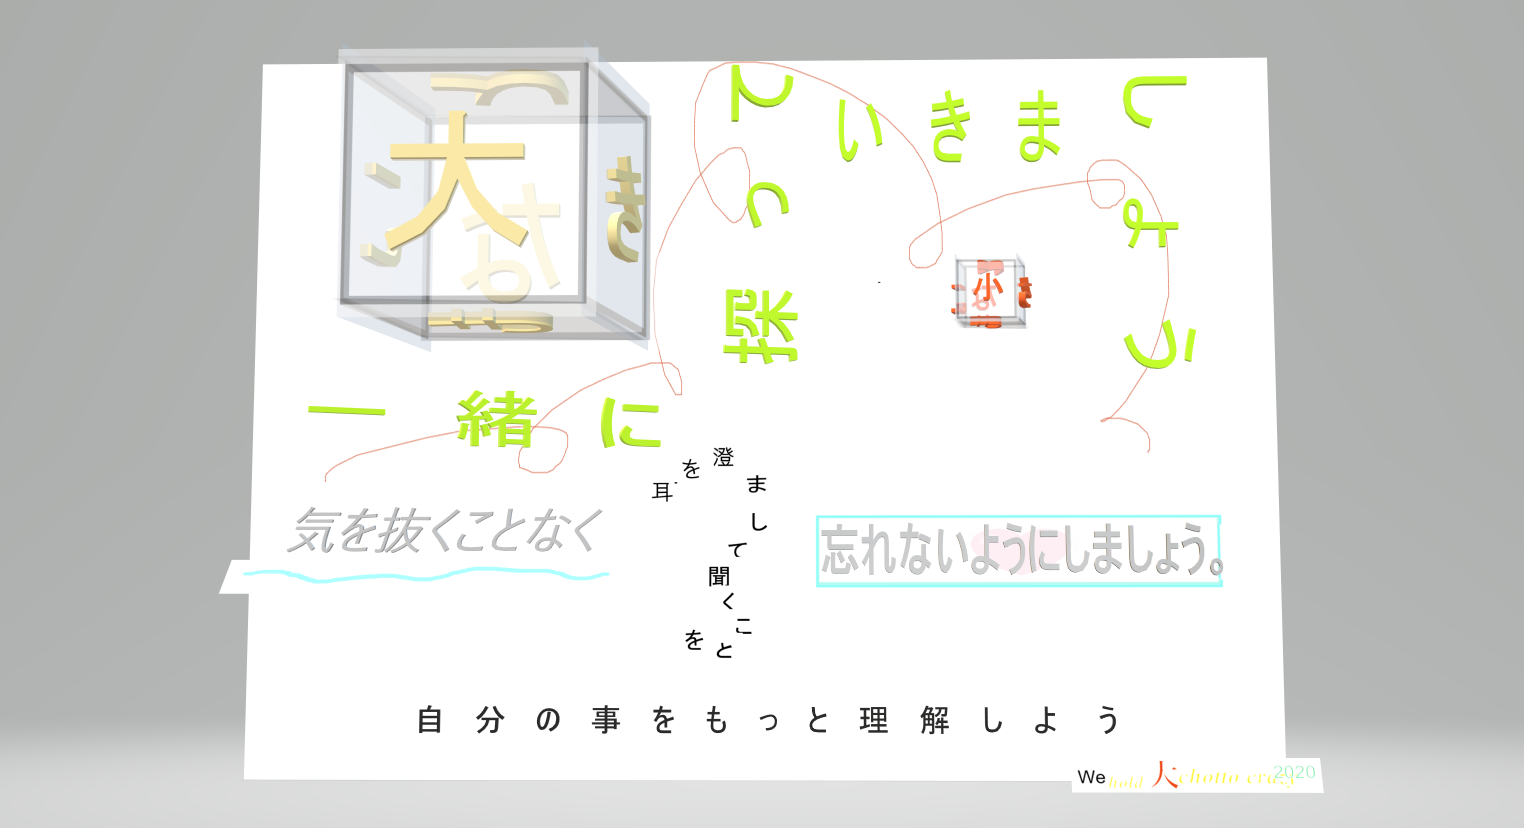 大きな
小さな
一緒に探っていきましょう
気を抜くことなく
耳を澄まして聞くことを
忘れないようにしましょう。
自分の事をもっと理解しよう
We hold 大 chotto crazy 2020